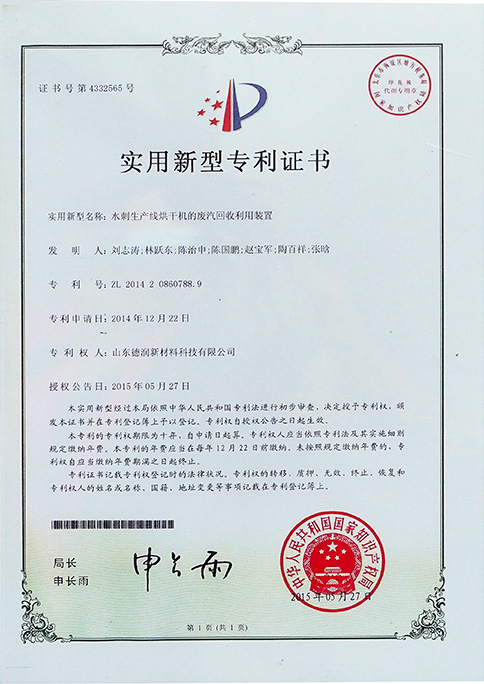 证书号第4332565号
印花税
代扣专用章
国家知识产权局
实用新型专利证书
实用新型名称：水刺生产线烘干机的废汽回收利用装置
发 明 人：刘志涛;林跃东;陈治申;陈国鹏;赵宝军;陶百祥;张晗
专 利 号：ZL 2014 2 0860788.9
专利申请日：2014年12月22日
专 利 权 人：山东德润新材料科技有限公司
授权公告日：2015年05月27日
本实用新型经过本局依照中华人民共和国专利法进行初步审查，决定授予专利权，颁
发本证书并在专利登记簿上予以登记。专利权自授权公告之日起生效。
本专利的专利权期限为十年，自申请日起算。专利权人应当依照专利法及其实施细则
规定缴纳年费。本专利的年费应当在每年12月22日前缴纳。未按照规定缴纳年费的，专
利权自应当缴纳年费期满之日起终止。
专利证书记载专利权登记时的法律状况。专利权的转移、质押、无效、终止、恢复和
专利权人的姓名或名称、国籍、地址变更等事项记载在专利登记簿上。
局长
申长雨
申长雨
中华人民共和国国家知识产权局
2015年05月27日
第1页(共1页)